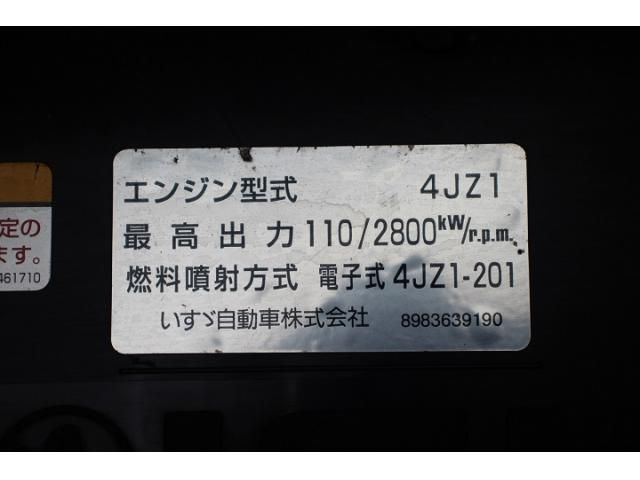 エンジン型式 4JZ1
最高出力 110/2800kW/r.p.m.
燃料噴射方式 電子式 4JZ1-201
いすゞ自動車株式会社 8983639190
定の
ます。
461710